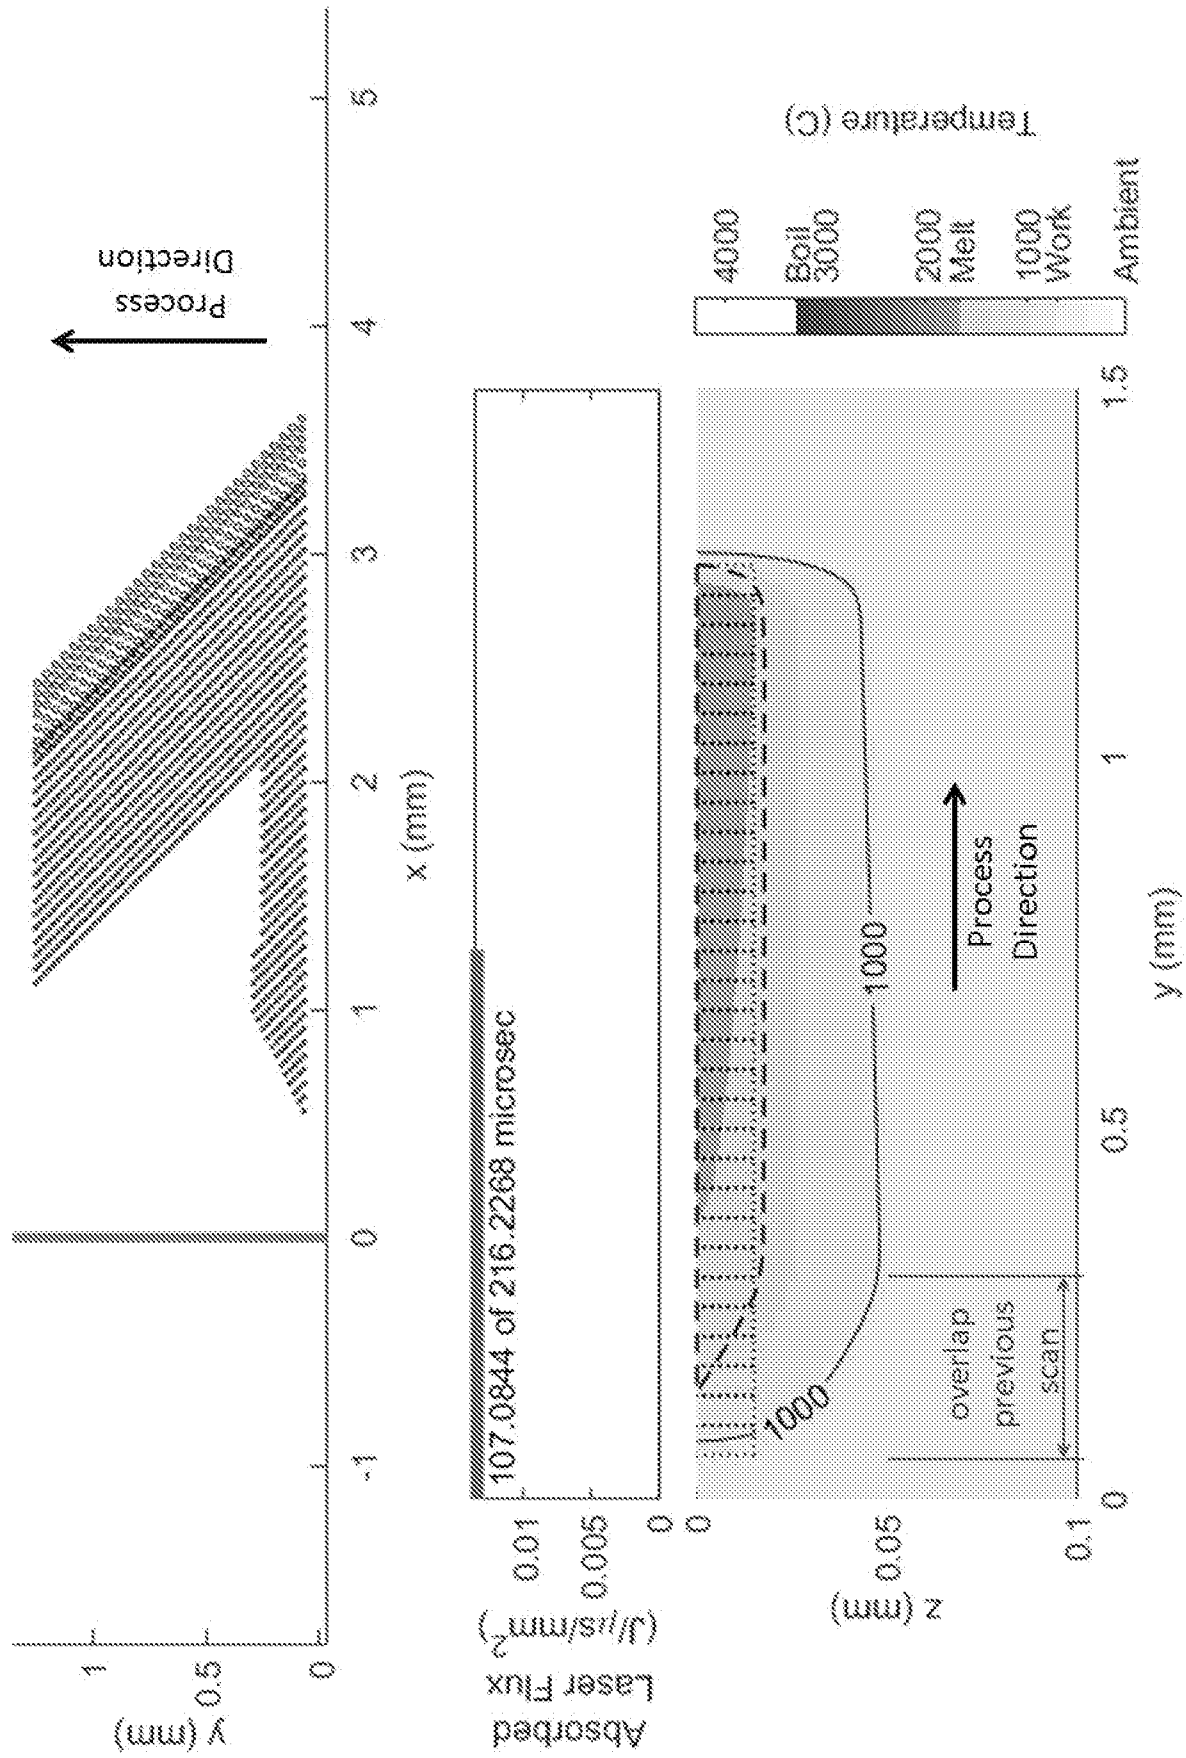 Process
Direction
y (mm)
1
0.5
0
-1
0
1
2
3
4
5
x (mm)
Absorbed
Laser Flux
(J/μs/mm2)
0.01
0.005
0
107.0844 of 216.2268 microsec
z (mm)
0
0.05
0.1
1000
1000
overlap
previous
scan
Process
Direction
0
0.5
1
1.5
y (mm)
4000
Boil
3000
2000
Melt
1000
Work
Ambient
Temperature (C)